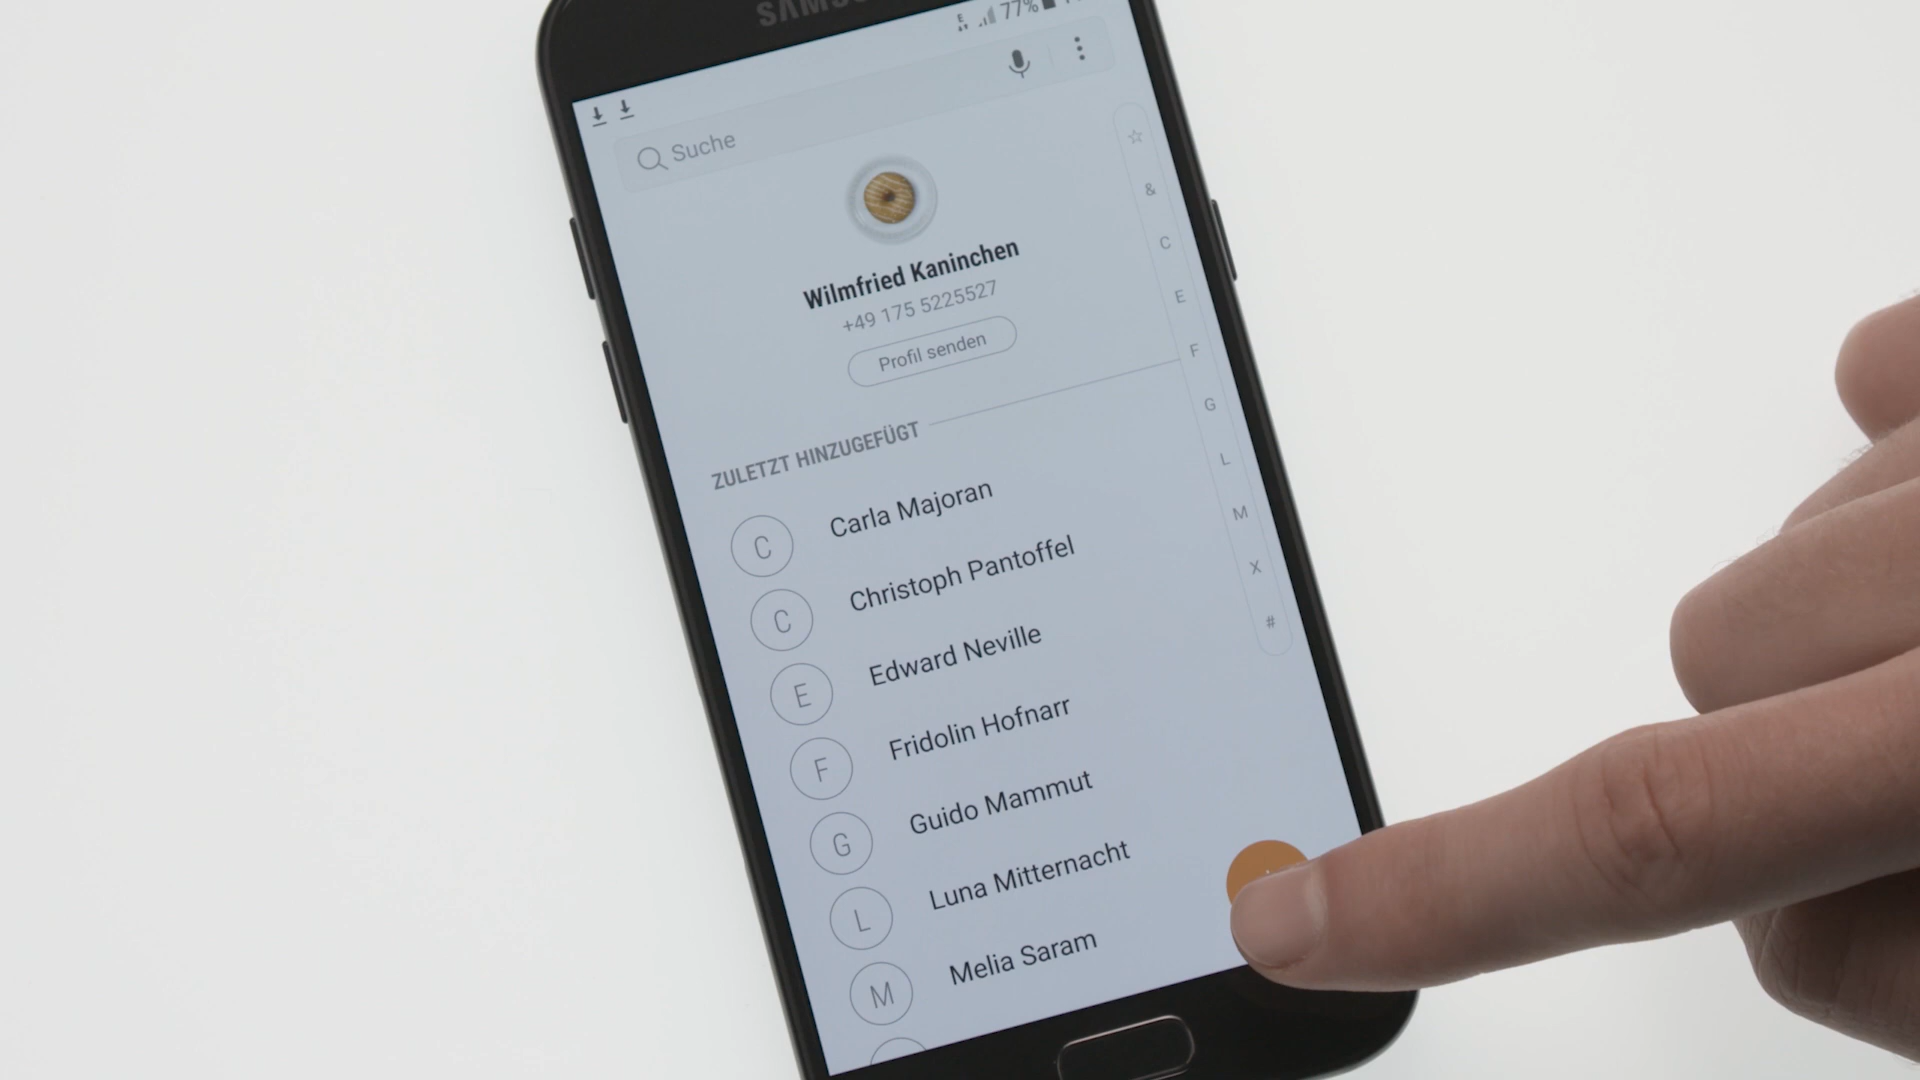 SAMSU
E
77%
Suche
Wilmfried Kaninchen
+49 175 5225527
Profil senden
ZULETZT HINZUGEFÜGT
C Carla Majoran
C Christoph Pantoffel
E Edward Neville
F Fridolin Hofnarr
G Guido Mammut
L Luna Mitternacht
M Melia Saram
&
C
E
F
G
L
M
X
#